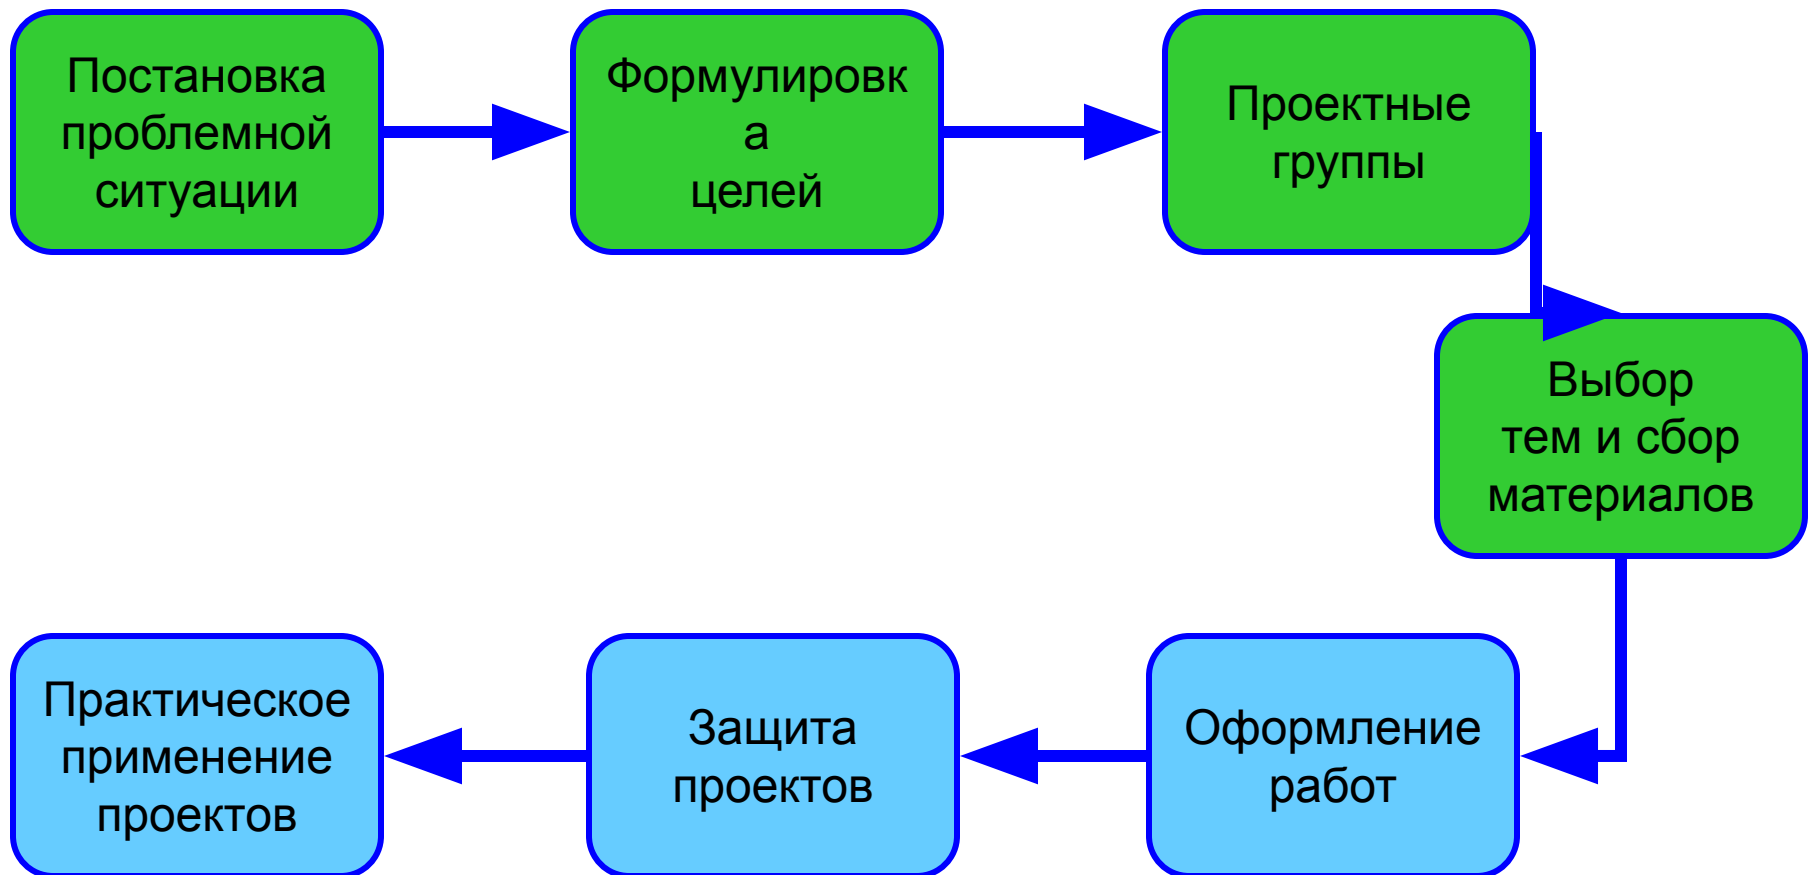 Постановка
проблемной
ситуации
Формулировк
а
целей
Проектные
группы
Выбор
тем и сбор
материалов
Оформление
работ
Защита
проектов
Практическое
применение
проектов